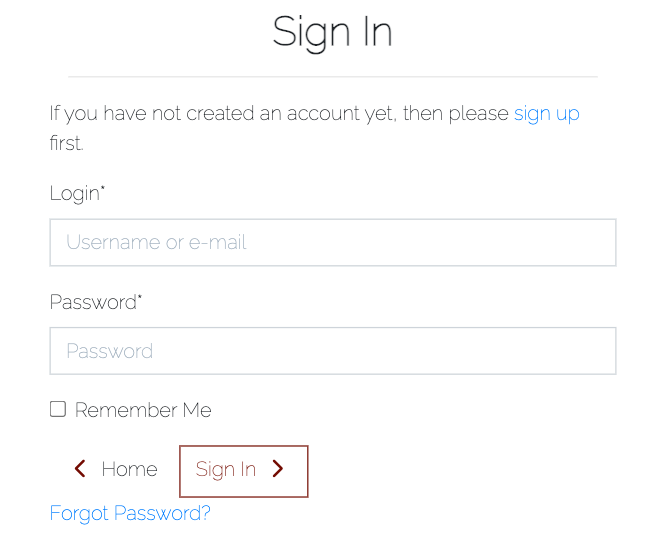 Sign In
If you have not created an account yet, then please sign up
first.
Login*
Username or e-mail
Password*
Password
Remember Me
Home Sign In
Forgot Password?